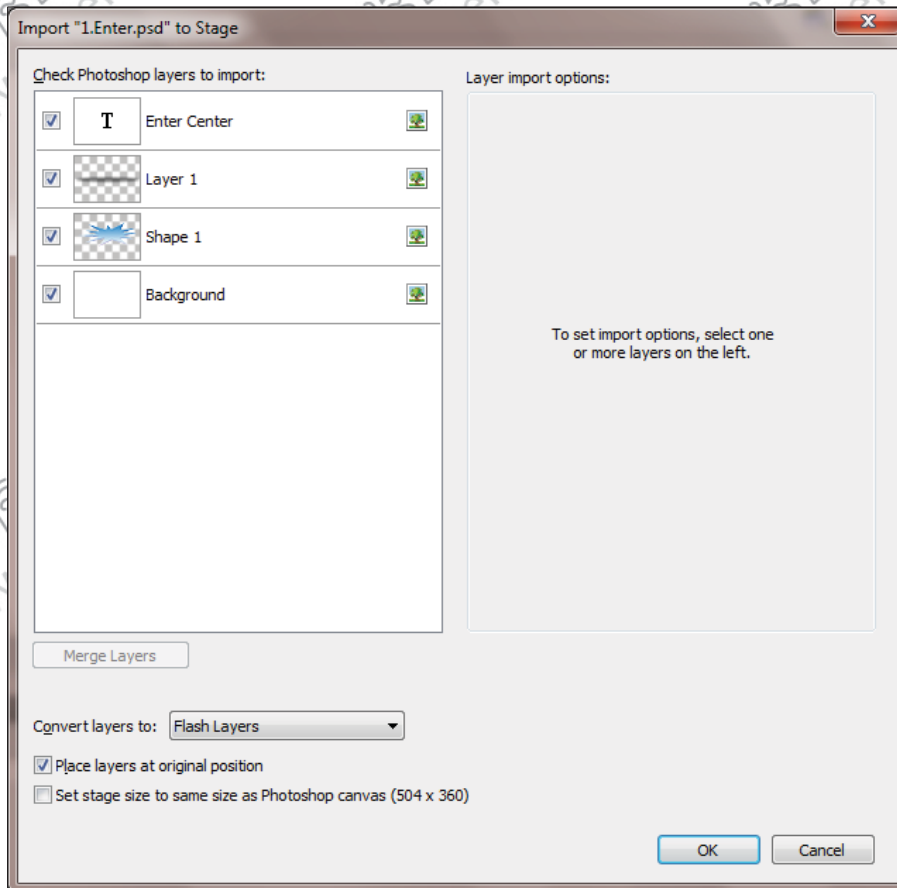 Import "1.Enter.psd" to Stage
Check Photoshop layers to import:
T Enter Center
Layer 1
Shape 1
Background
Merge Layers
Convert layers to: Flash Layers
Place layers at original position
Set stage size to same size as Photoshop canvas (504 x 360)
Layer import options:
To set import options, select one
or more layers on the left.
OK Cancel